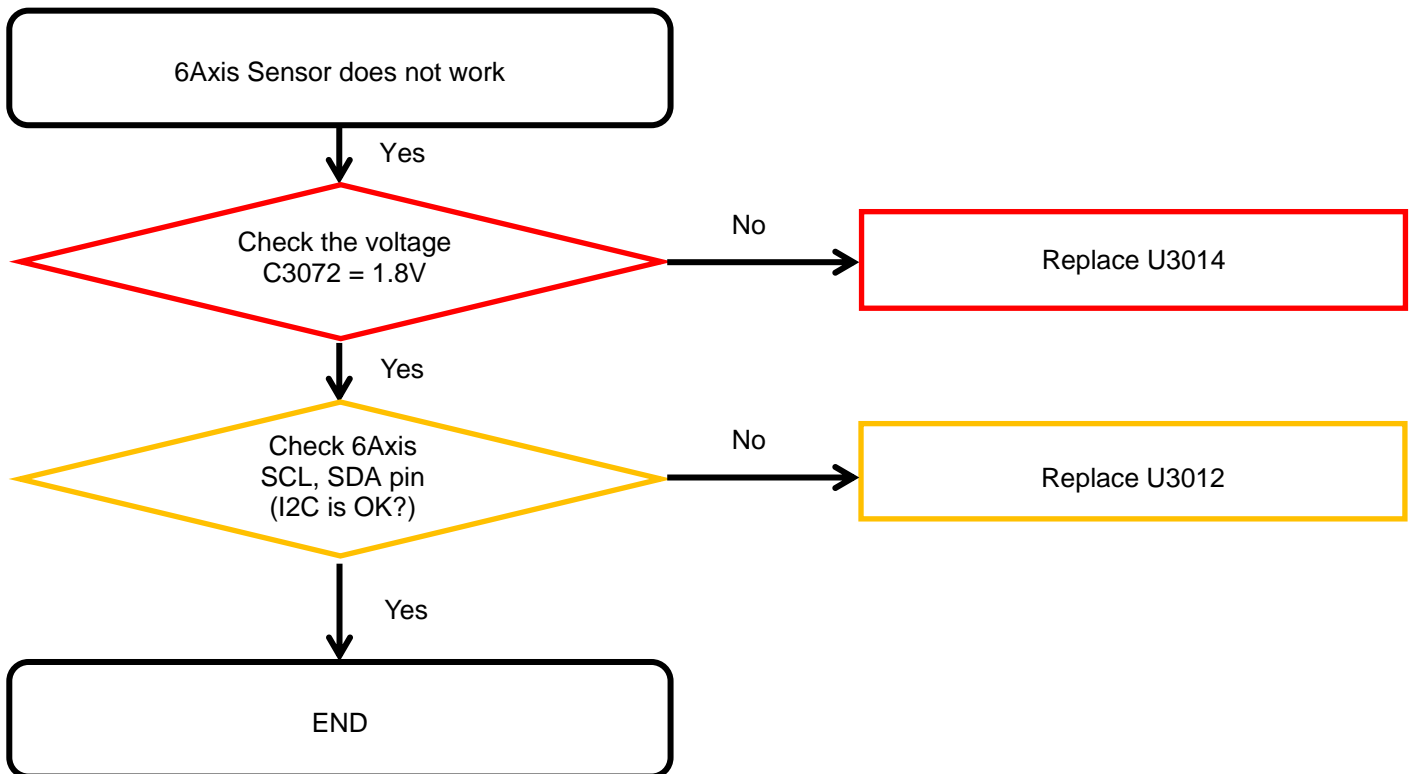 6Axis Sensor does not work
Yes
Check the voltage
C3072 = 1.8V
No
Replace U3014
Yes
Check 6Axis
SCL, SDA pin
(I2C is OK?)
No
Replace U3012
Yes
END